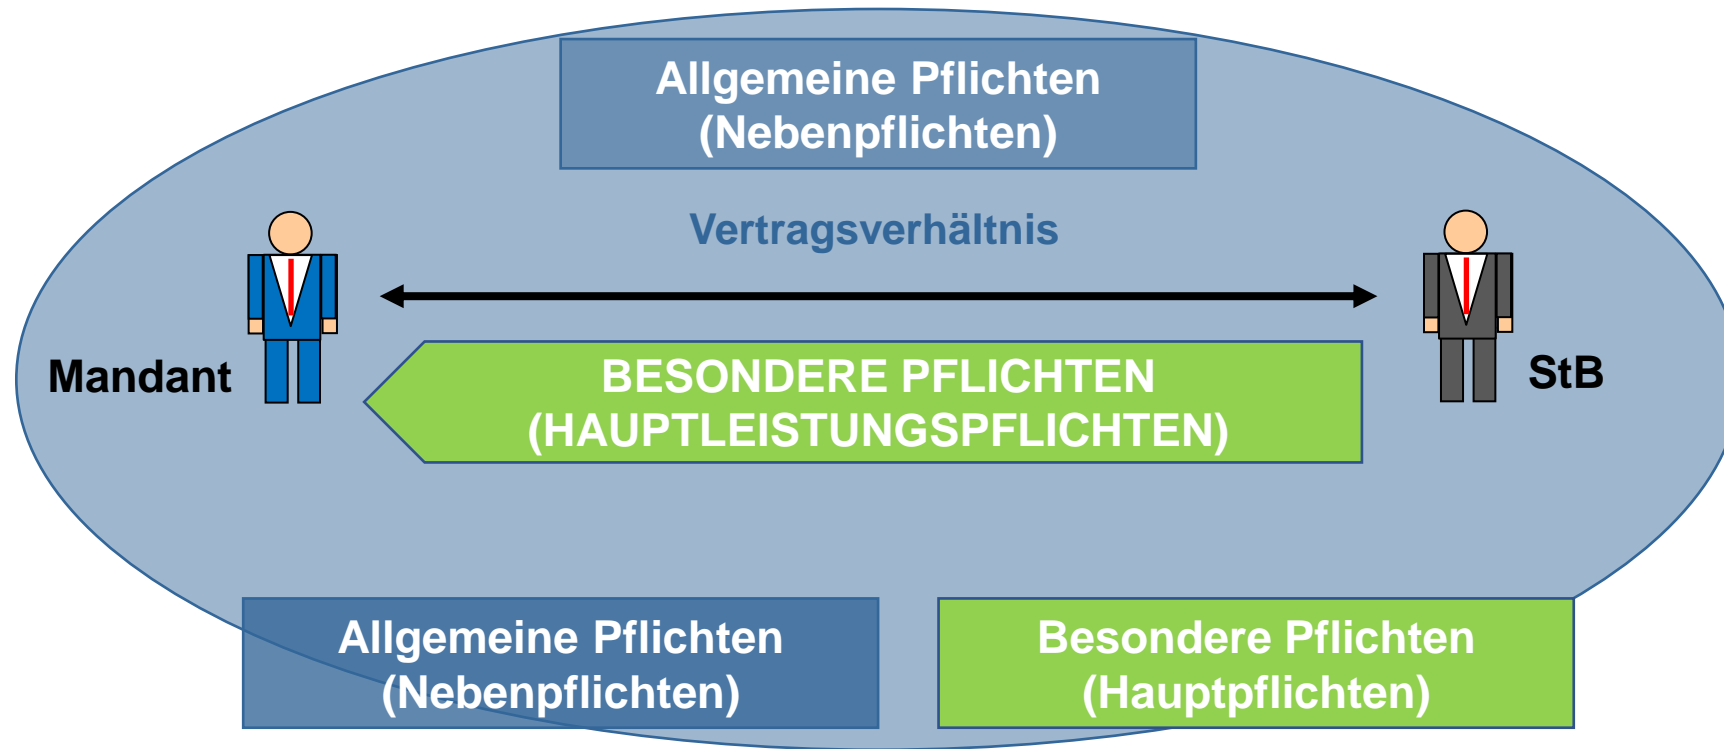 Allgemeine Pflichten
(Nebenpflichten)
Vertragsverhältnis
Mandant
BESONDERE PFLICHTEN
(HAUPTLEISTUNGSPFLICHTEN)
StB
Allgemeine Pflichten
(Nebenpflichten)
Besondere Pflichten
(Hauptpflichten)